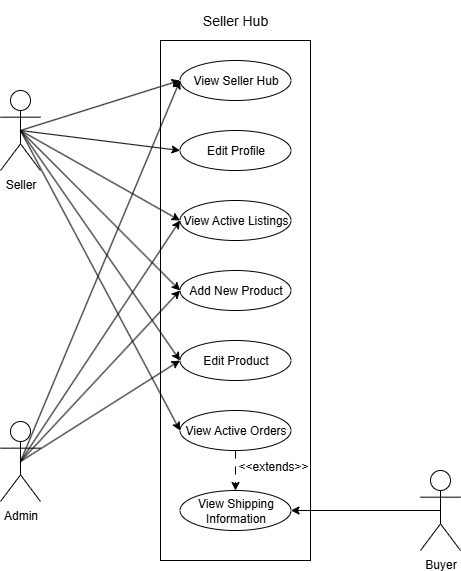 Seller Hub
View Seller Hub
Edit Profile
Seller
View Active Listings
Add New Product
Edit Product
View Active Orders
<<extends>>
View Shipping
Information
Admin
Buyer